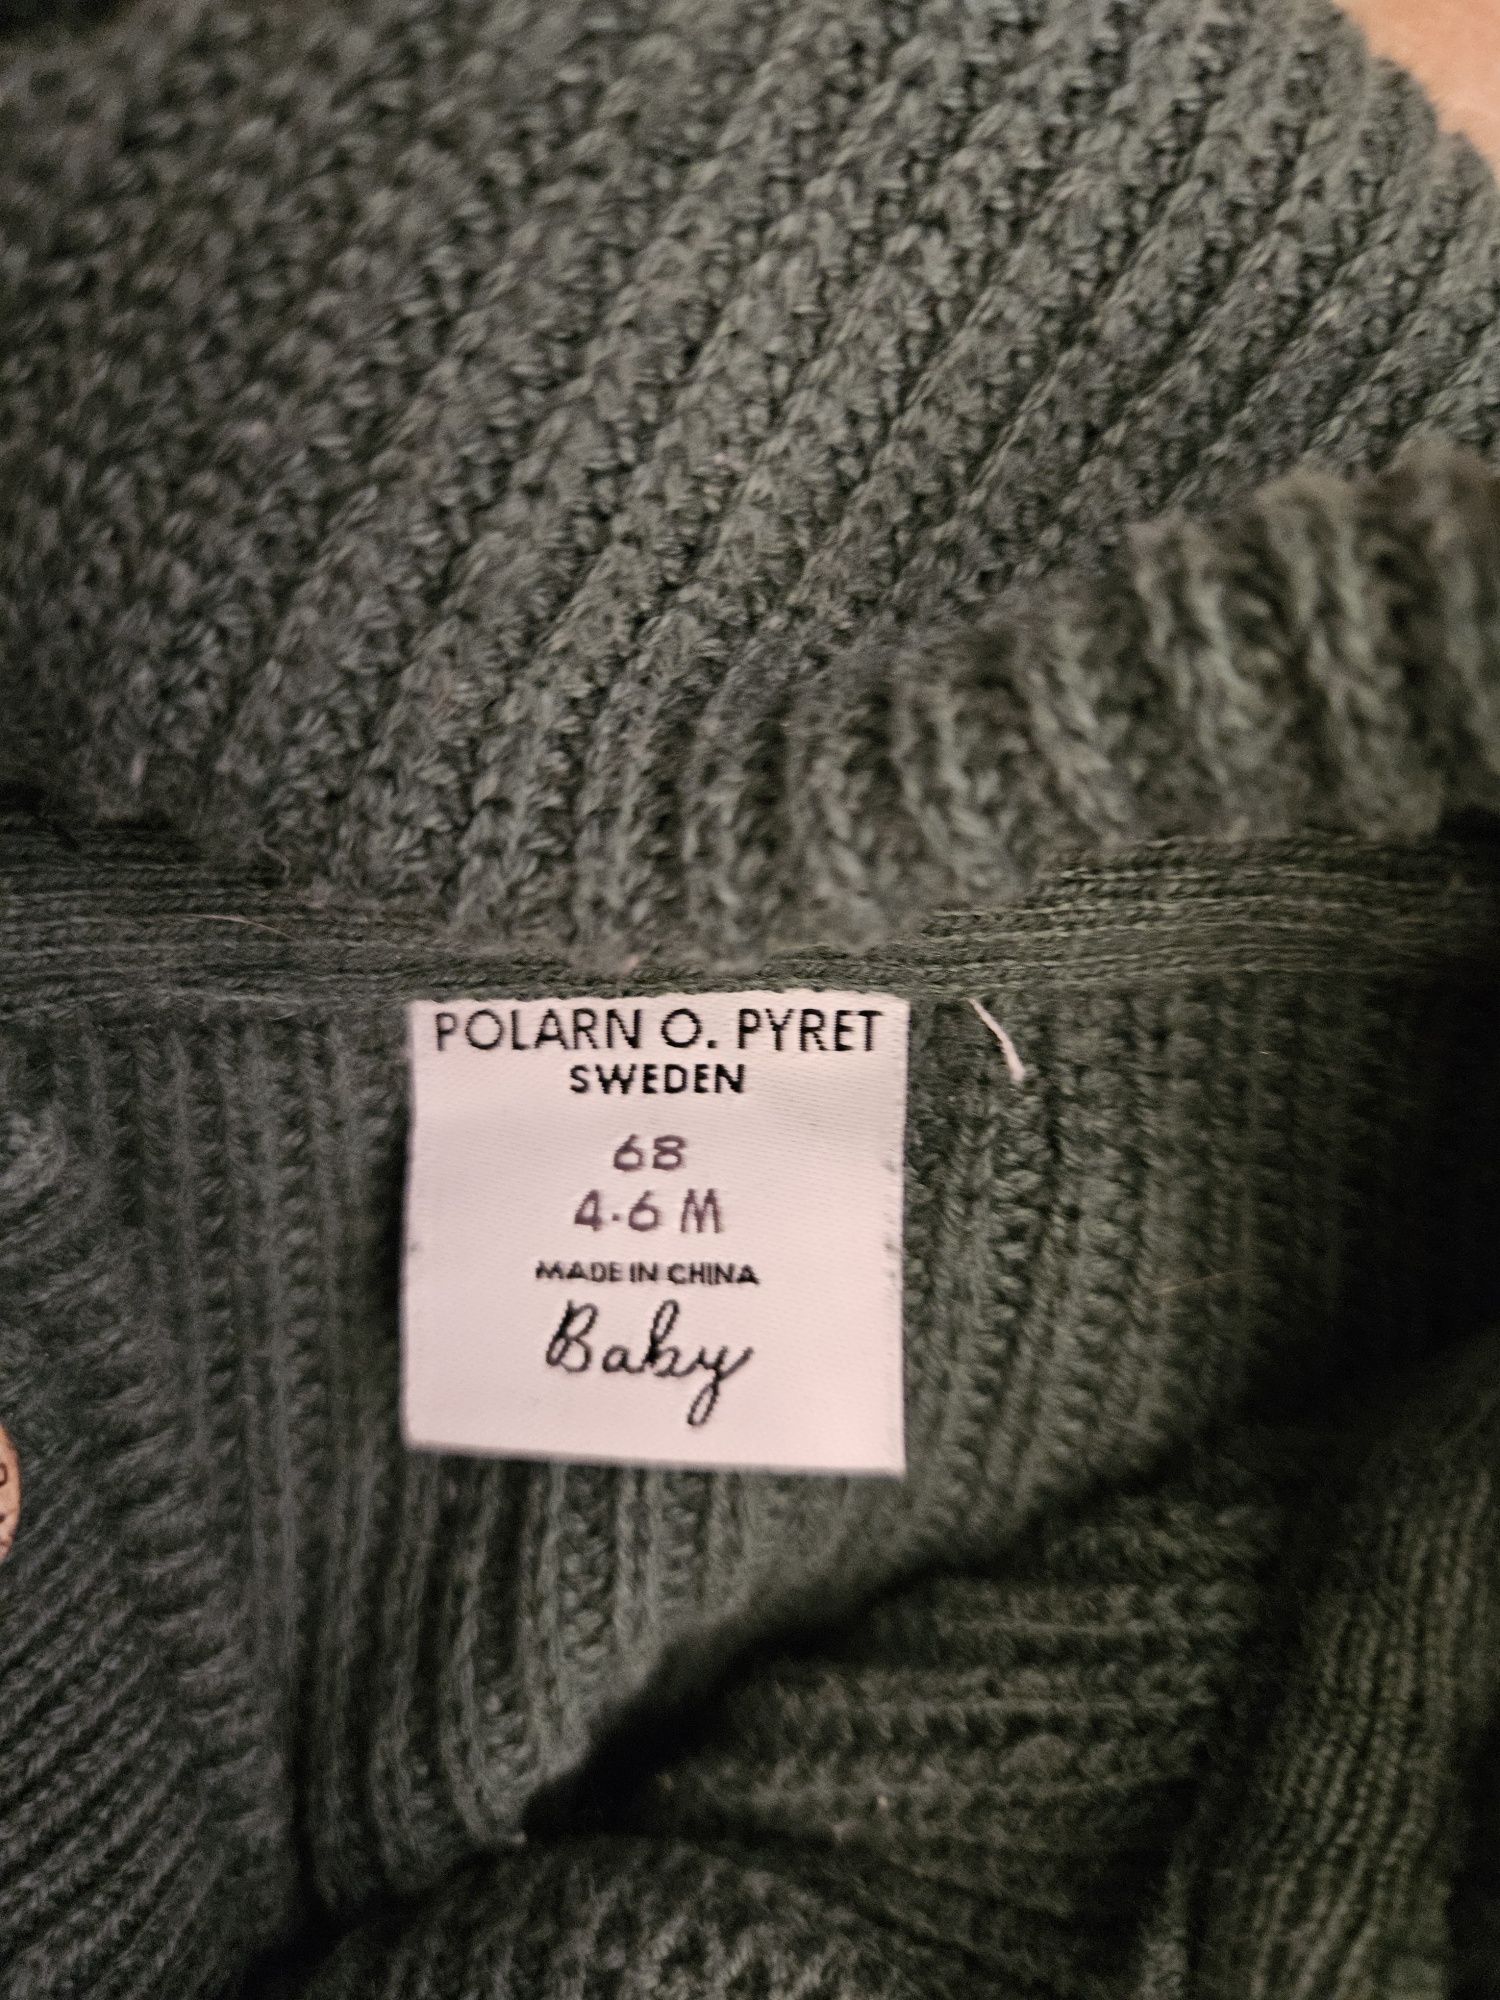 POLARN O. PYRET
SWEDEN
68
4-6 M
MADE IN CHINA
Baby